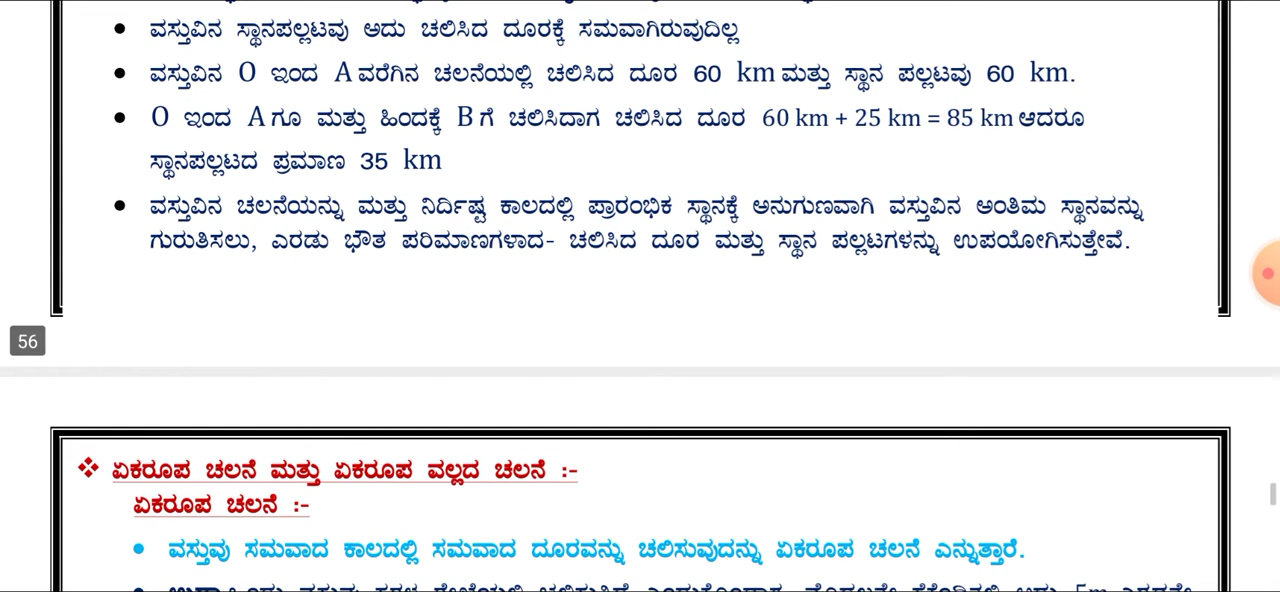 ವಸ್ತುವಿನ ಸ್ಥಾನಪಲ್ಲಟವು ಅದು ಚಲಿಸಿದ ದೂರಕ್ಕೆ ಸಮವಾಗಿರುವುದಿಲ್ಲ
ವಸ್ತುವಿನ O ಇಂದ A ವರೆಗಿನ ಚಲನೆಯಲ್ಲಿ ಚಲಿಸಿದ ದೂರ 60 km ಮತ್ತು ಸ್ಥಾನ ಪಲ್ಲಟವು 60 km.
O ಇಂದ A ಗೂ ಮತ್ತು ಹಿಂದಕ್ಕೆ B ಗೆ ಚಲಿಸಿದಾಗ ಚಲಿಸಿದ ದೂರ 60 km + 25 km = 85 km ಆದರೂ
ಸ್ಥಾನಪಲ್ಲಟದ ಪ್ರಮಾಣ 35 km
ವಸ್ತುವಿನ ಚಲನೆಯನ್ನು ಮತ್ತು ನಿರ್ದಿಷ್ಟ ಕಾಲದಲ್ಲಿ ಪ್ರಾರಂಭಿಕ ಸ್ಥಾನಕ್ಕೆ ಅನುಗುಣವಾಗಿ ವಸ್ತುವಿನ ಅಂತಿಮ ಸ್ಥಾನವನ್ನು
ಗುರುತಿಸಲು, ಎರಡು ಭೌತ ಪರಿಮಾಣಗಳಾದ- ಚಲಿಸಿದ ದೂರ ಮತ್ತು ಸ್ಥಾನ ಪಲ್ಲಟಗಳನ್ನು ಉಪಯೋಗಿಸುತ್ತೇವೆ.
56
ಏಕರೂಪ ಚಲನೆ ಮತ್ತು ಏಕರೂಪ ವಲ್ಲದ ಚಲನೆ :-
ಏಕರೂಪ ಚಲನೆ :-
ವಸ್ತುವು ಸಮವಾದ ಕಾಲದಲ್ಲಿ ಸಮವಾದ ದೂರವನ್ನು ಚಲಿಸುವುದನ್ನು ಏಕರೂಪ ಚಲನೆ ಎನ್ನುತ್ತಾರೆ.